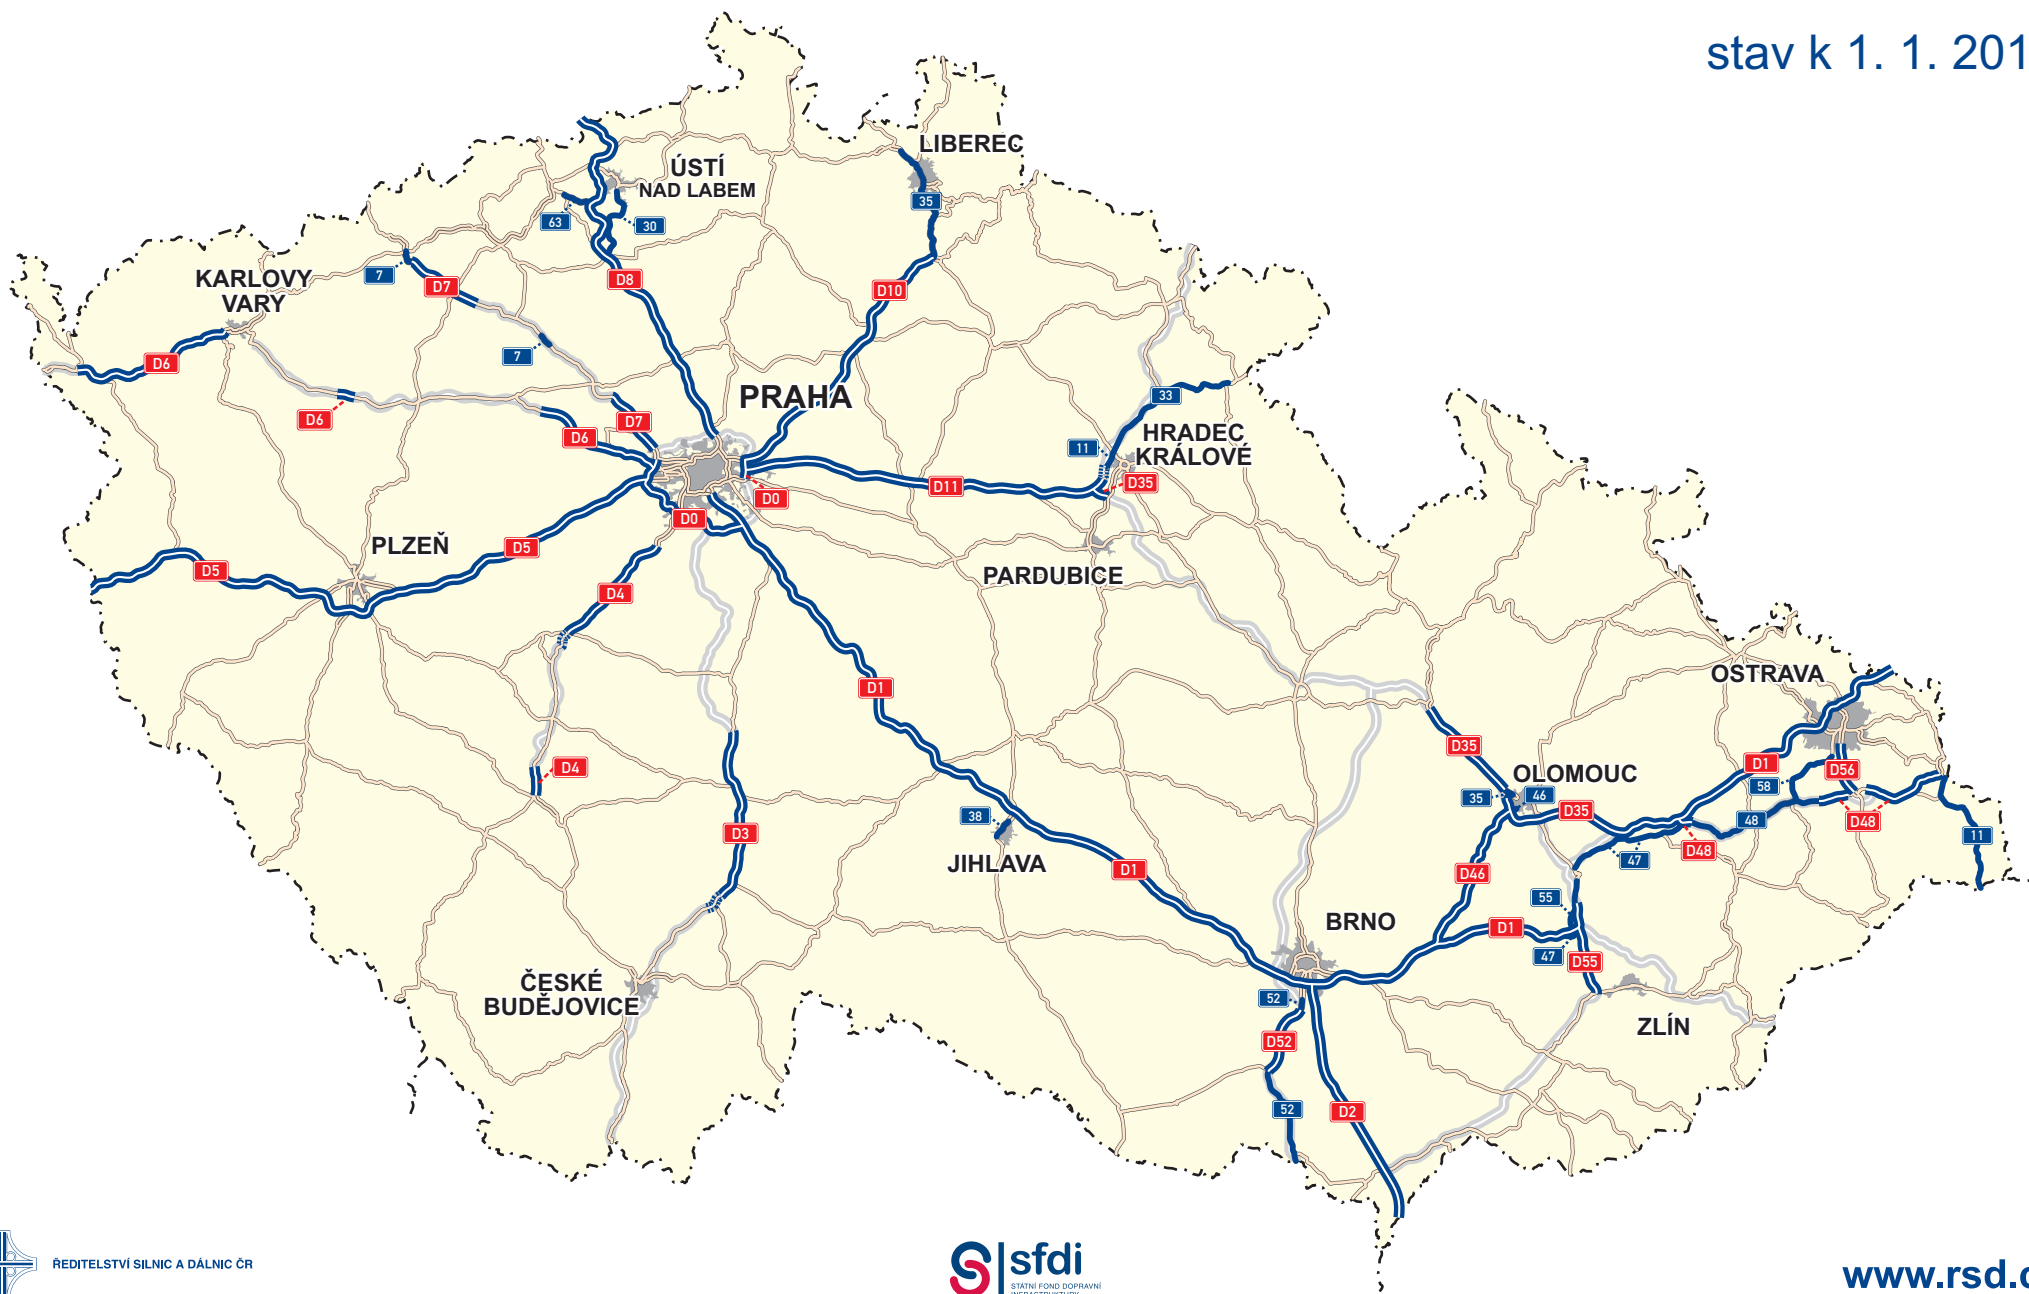 stav k 1. 1. 201
LIBEREC
ÚSTÍ
NAD LABEM
35
63
30
KARLOVY
VARY
7
D7
D8
D10
7
D6
D6
PRAHA
33
D7
D6
HRADEC
KRÁLOVÉ
11
D11
D35
D0
D0
PLZEŇ
D5
D5
PARDUBICE
D4
OSTRAVA
D1
D35
D4
D1
D56
OLOMOUC
58
35
46
D35
38
48
D48
D3
11
JIHLAVA
D1
D48
47
D46
55
BRNO
D1
47
D55
ČESKÉ
BUDĚJOVICE
52
ZLÍN
D52
52
D2
ŘEDITELSTVÍ SILNIC A DÁLNIC ČR
sfdi
STÁTNÍ FOND DOPRAVNÍ
INFRASTRUKTURY
www.rsd.c